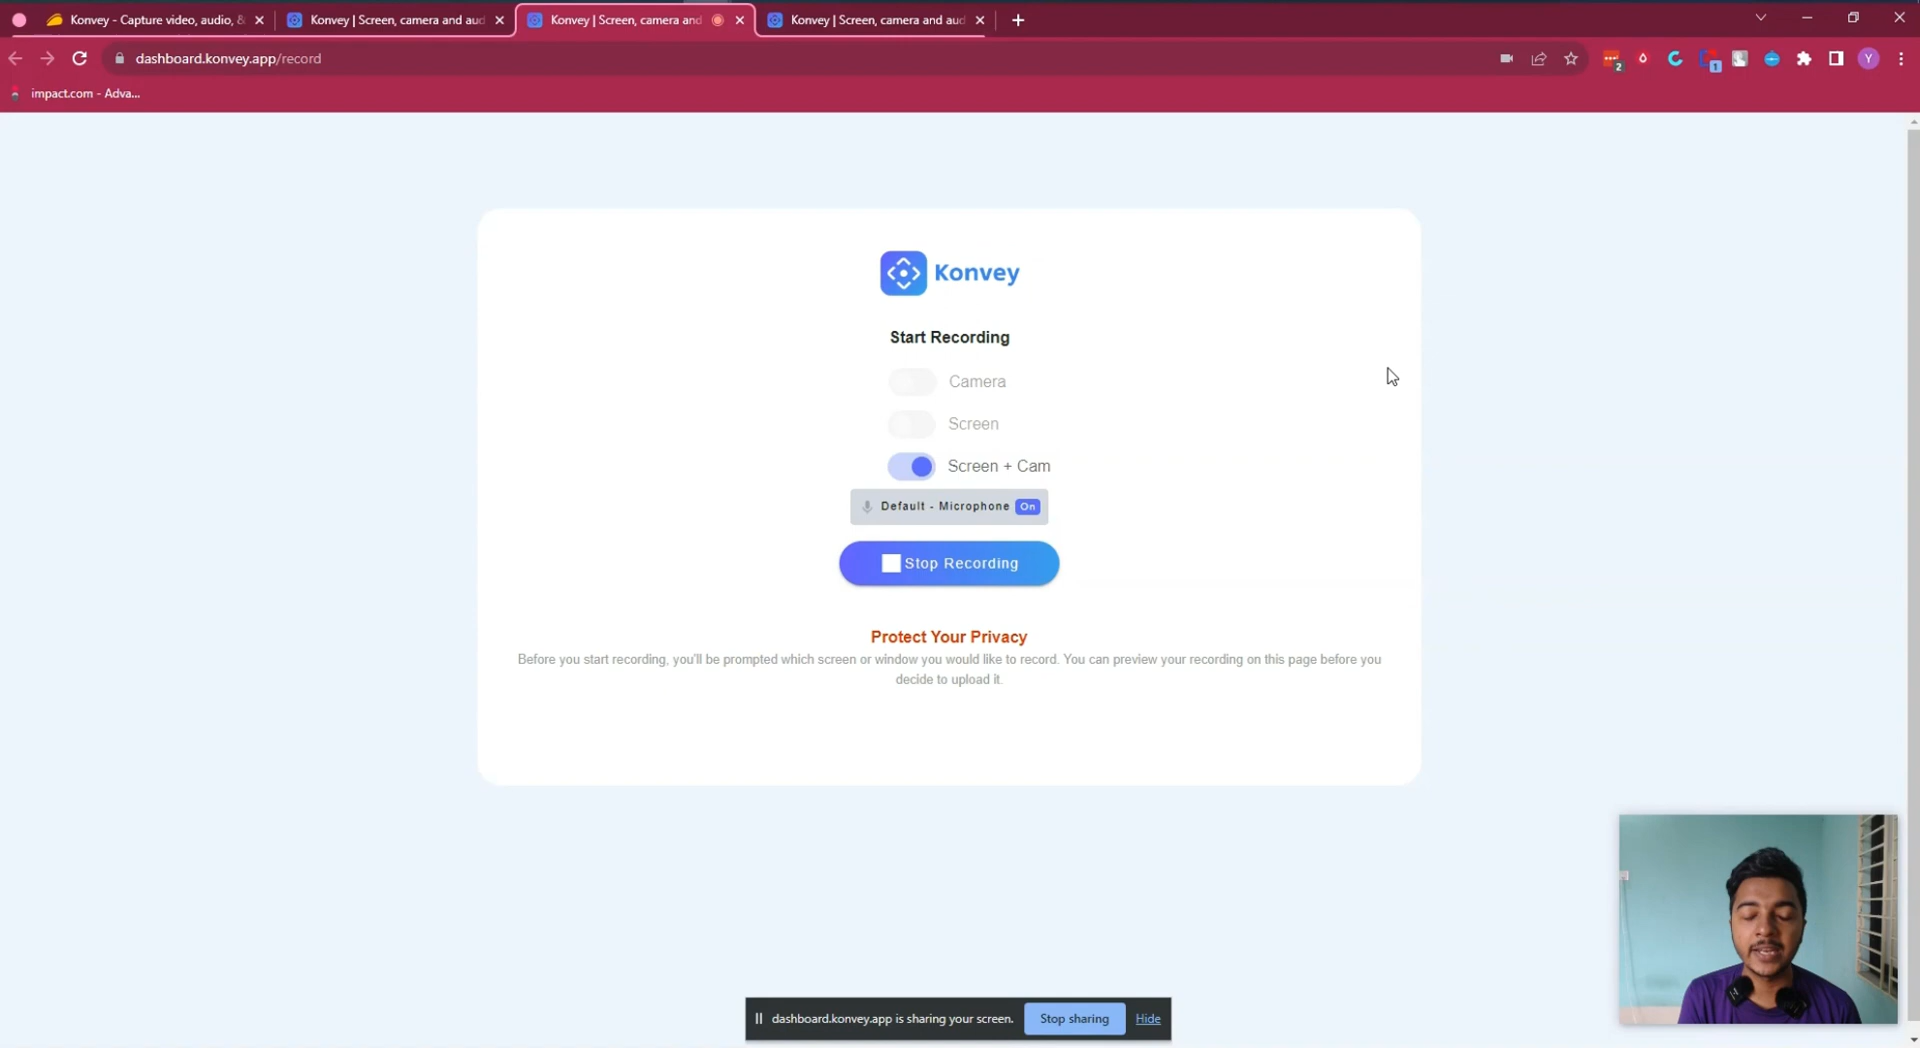 Konvey - Capture video, audio, &
Konvey | Screen, camera and aud
Konvey | Screen, camera and
Konvey | Screen, camera and aud
dashboard.konvey.app/record
2
1
Y
impact.com - Adva...
Konvey
Start Recording
Camera
Screen
Screen + Cam
Default - Microphone On
Stop Recording
Protect Your Privacy
Before you start recording, you'll be prompted which screen or window you would like to record. You can preview your recording on this page before you
decide to upload it.
dashboard.konvey.app is sharing your screen. Stop sharing Hide